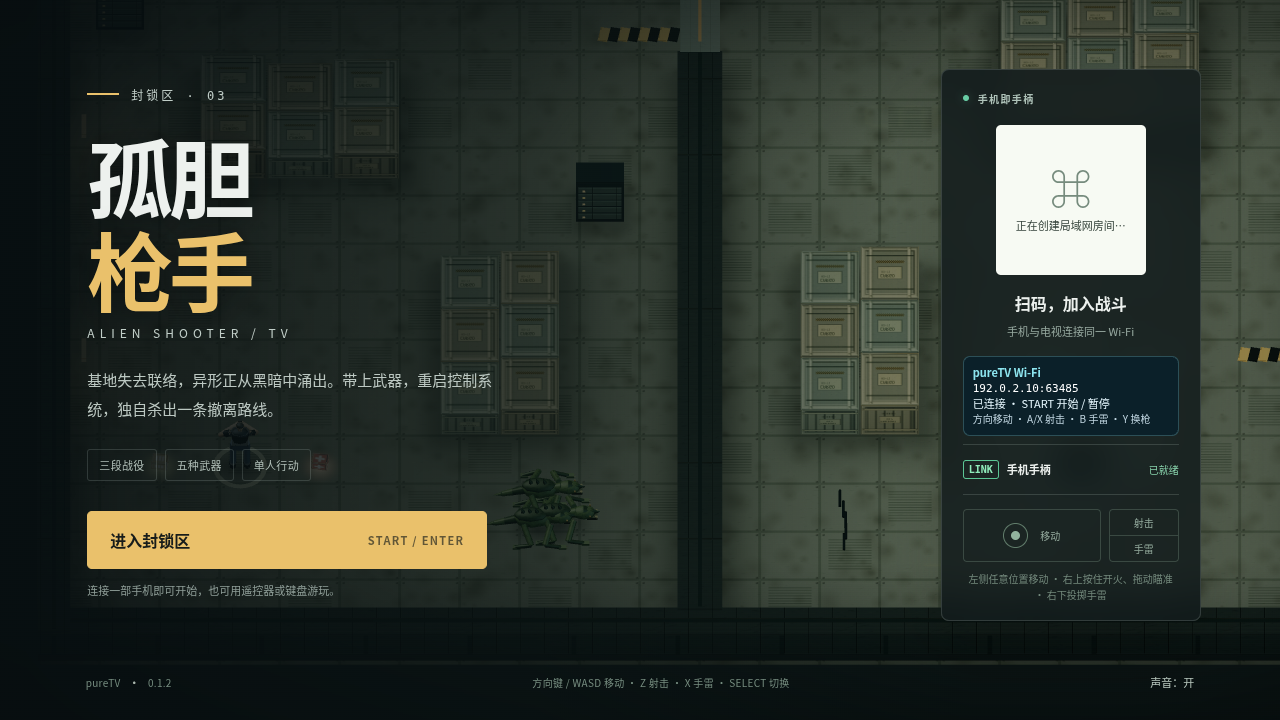 封锁区 · 03
孤胆
枪手
ALIEN SHOOTER / TV
基地失去联络，异形正从黑暗中涌出。带上武器，重启控制系
统，独自杀出一条撤离路线。
三段战役
五种武器
单人行动
进入封锁区
START / ENTER
连接一部手机即可开始，也可用遥控器或键盘游玩。
手机即手柄
正在创建局域网房间…
扫码，加入战斗
手机与电视连接同一 Wi-Fi
pureTV Wi-Fi
192.0.2.10:63485
已连接 · START 开始 / 暂停
方向移动 · A/X 射击 · B 手雷 · Y 换枪
LINK 手机手柄 已就绪
移动
射击
手雷
左侧任意位置移动 · 右上按住开火、拖动瞄准
· 右下投掷手雷
pureTV · 0.1.2
方向键 / WASD 移动 · Z 射击 · X 手雷 · SELECT 切换
声音：开